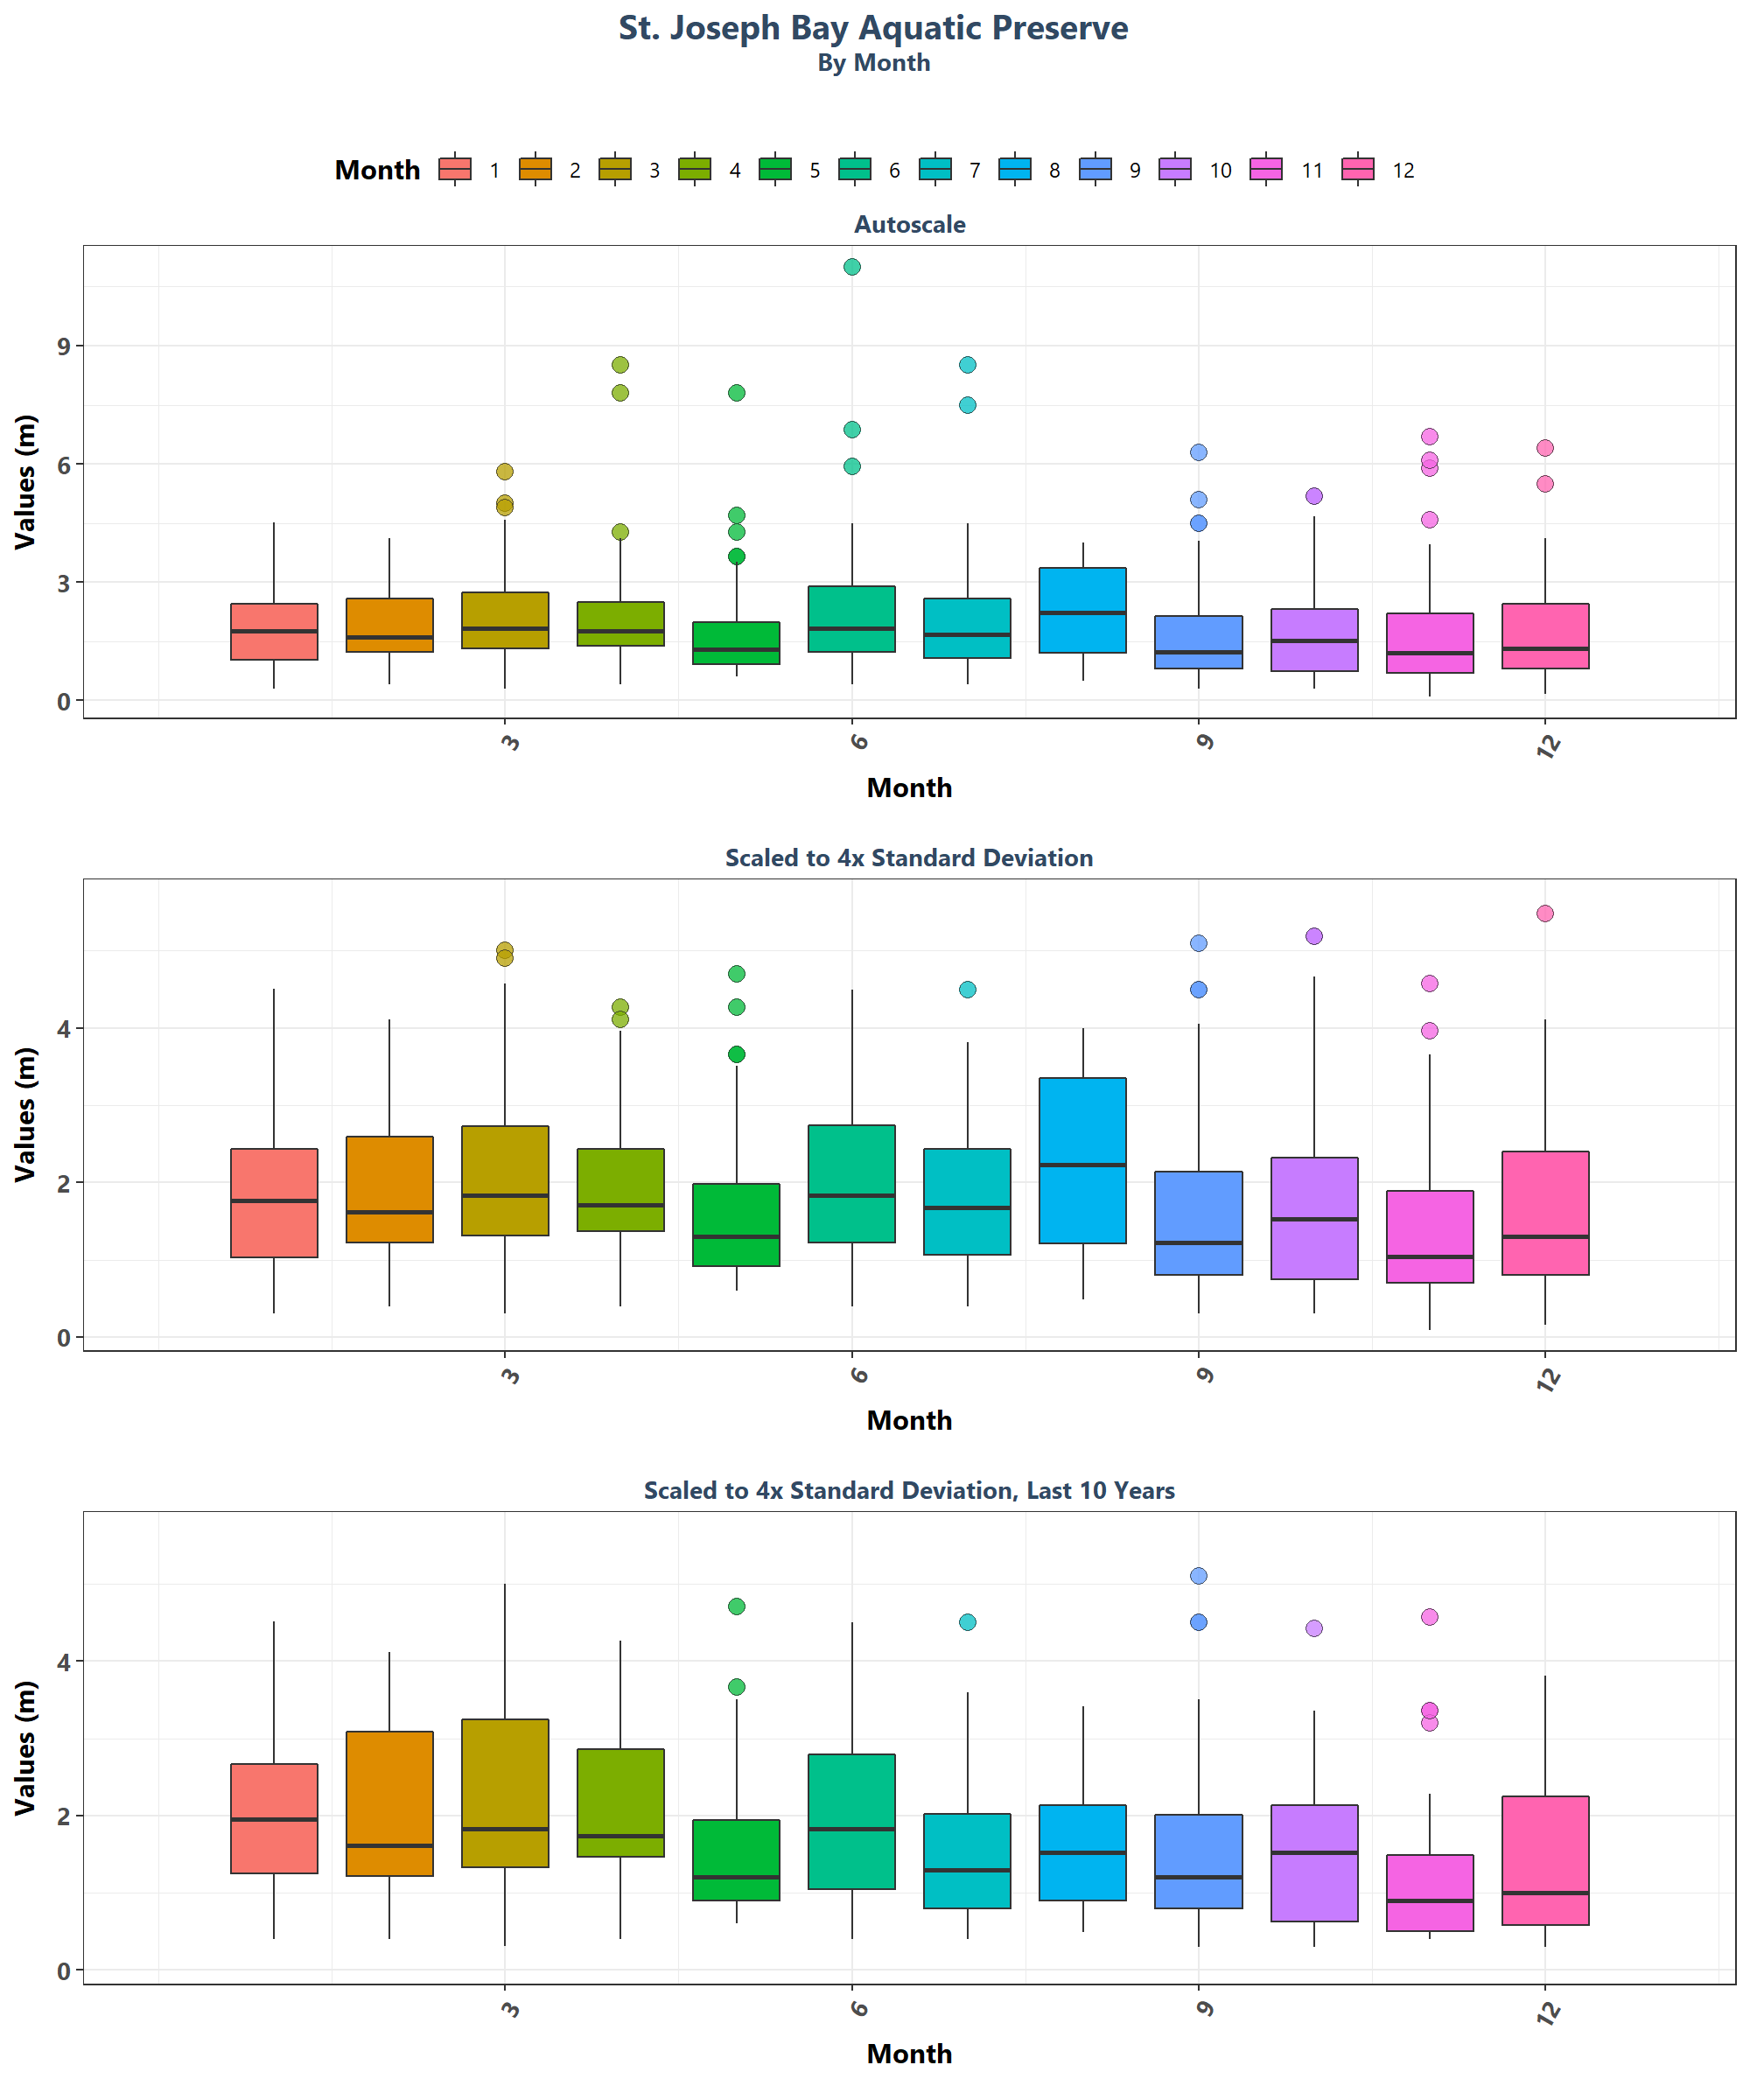 St. Joseph Bay Aquatic Preserve
By Month
Month 1 2 3 4 5 6 7 8 9 10 11 12
Autoscale
Values (m)
9
6
3
0
3 6 9 12
Month
Scaled to 4x Standard Deviation
Values (m)
4
2
0
3 6 9 12
Month
Scaled to 4x Standard Deviation, Last 10 Years
Values (m)
4
2
0
3 6 9 12
Month